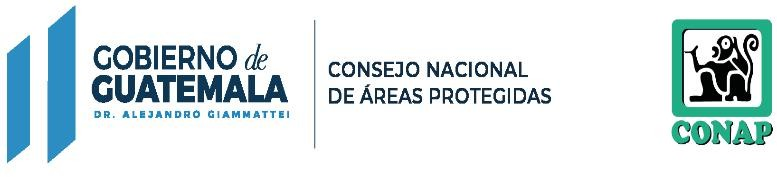 GOBIERNO de
GUATEMALA
DR. ALEJANDRO GIAMMATTEI
CONSEJO NACIONAL
DE ÁREAS PROTEGIDAS
CONAP